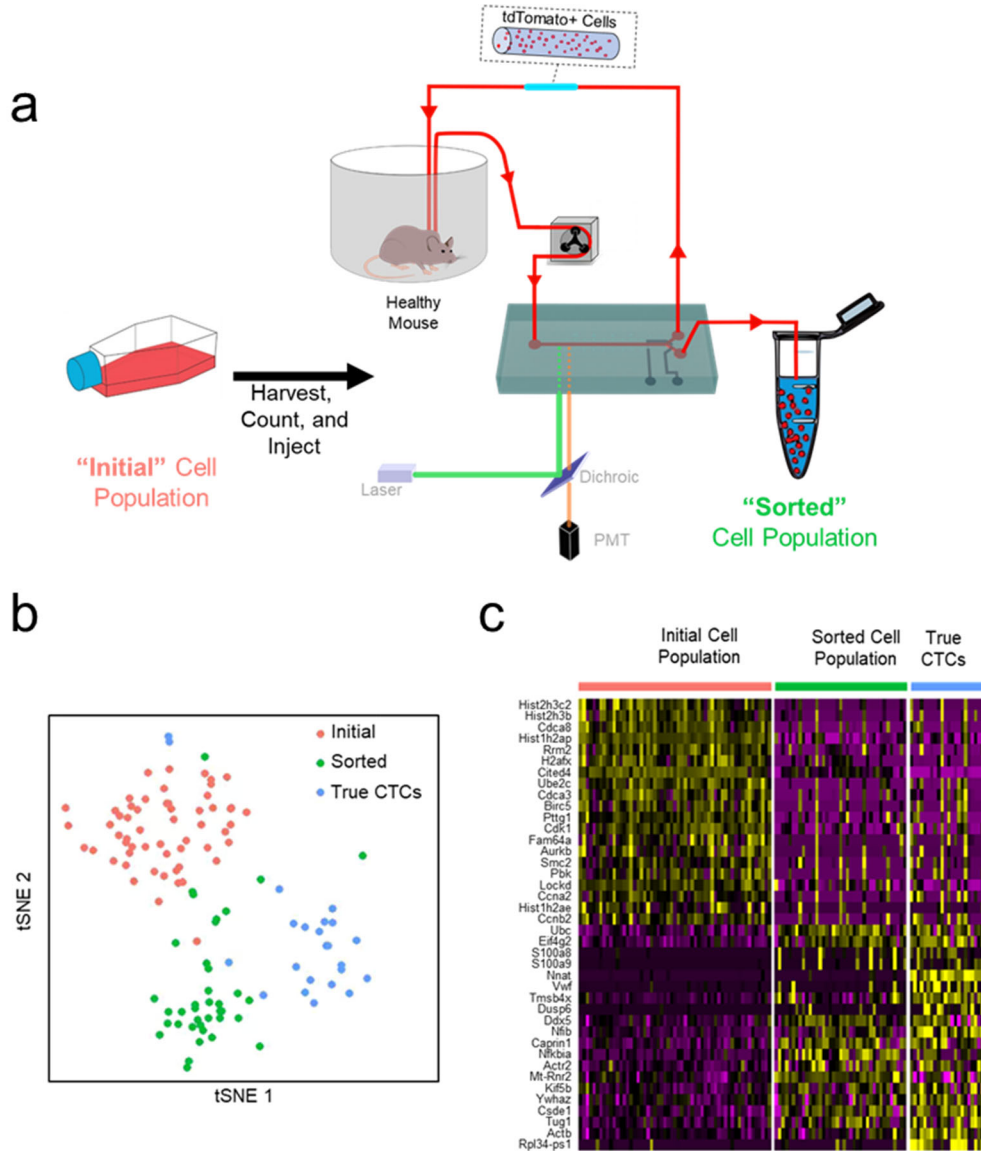 a
tdTomato+ Cells
Healthy
Mouse
Harvest,
Count, and
Inject
"Initial" Cell
Population
Laser
Dichroic
PMT
"Sorted"
Cell Population
b
Initial
Sorted
True CTCs
tSNE 2
tSNE 1
c
Initial Cell
Population
Sorted Cell
Population
True
CTCs
Hist2h3c2
Hist2h3b
Cdca8
Hist1h2ap
Rrm2
H2afx
Cited4
Ube2c
Cdca3
Birc5
Pttg1
Cdk1
Fam64a
Aurkb
Smc2
Pbk
Lockd
Ccna2
Hist1h2ae
Ccnb2
Ubc
Eif4g2
S100a8
S100a9
Nnat
Vwf
Tmsb4x
Dusp6
Ddx5
Nfib
Caprin1
Nfkbia
Actr2
Mt-Rnr2
Kif5b
Ywhaz
Csde1
Tug1
Actb
Rpl34-ps1